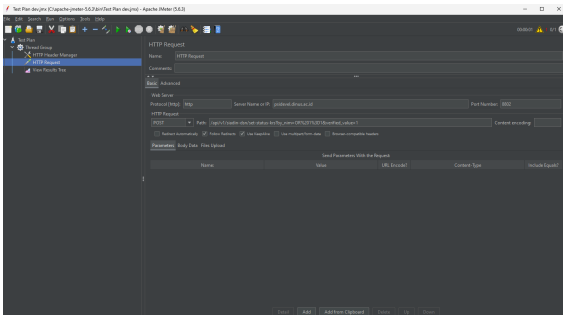 Test Plan dev.jmx (C:\apache-jmeter-5.6.3\bin\Test Plan dev.jmx) - Apache JMeter (5.6.3)
File Edit Search Run Options Tools Help
00:00:01 0/1
Test Plan
Thread Group
HTTP Header Manager
HTTP Request
View Results Tree
HTTP Request
Name: HTTP Request
Comments:
Basic Advanced
Web Server
Protocol [http]: http Server Name or IP: Port Number:
HTTP Request
POST Path: Content encoding:
Redirect Automatically Follow Redirects Use KeepAlive Use multipart/form-data Browser-compatible headers
Parameters Body Data Files Upload
Send Parameters With the Request:
Name: Value URL Encode? Content-Type Include Equals?
Detail Add Add from Clipboard Delete Up Down